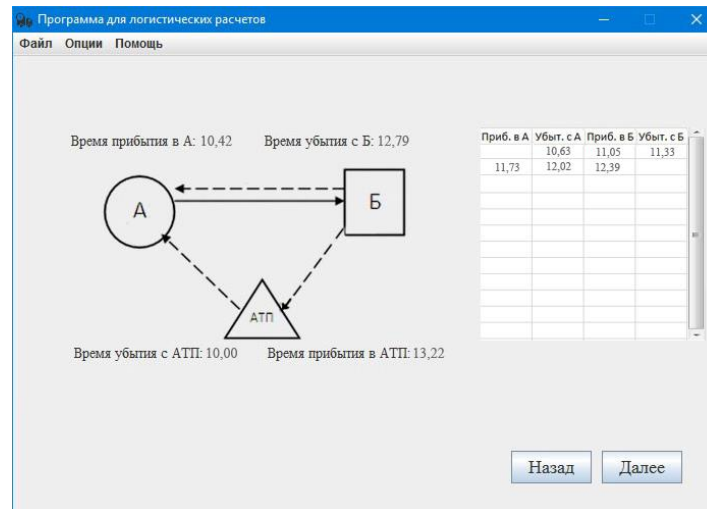 Программа для логистических расчетов
Файл Опции Помощь
Время прибытия в А: 10,42 Время убытия с Б: 12,79
Приб. в А Убыт. с А Приб. в Б Убыт. с Б
10,63 11,05 11,33
11,73 12,02 12,39
А Б
АТП
Время убытия с АТП: 10,00 Время прибытия в АТП: 13,22
Назад Далее